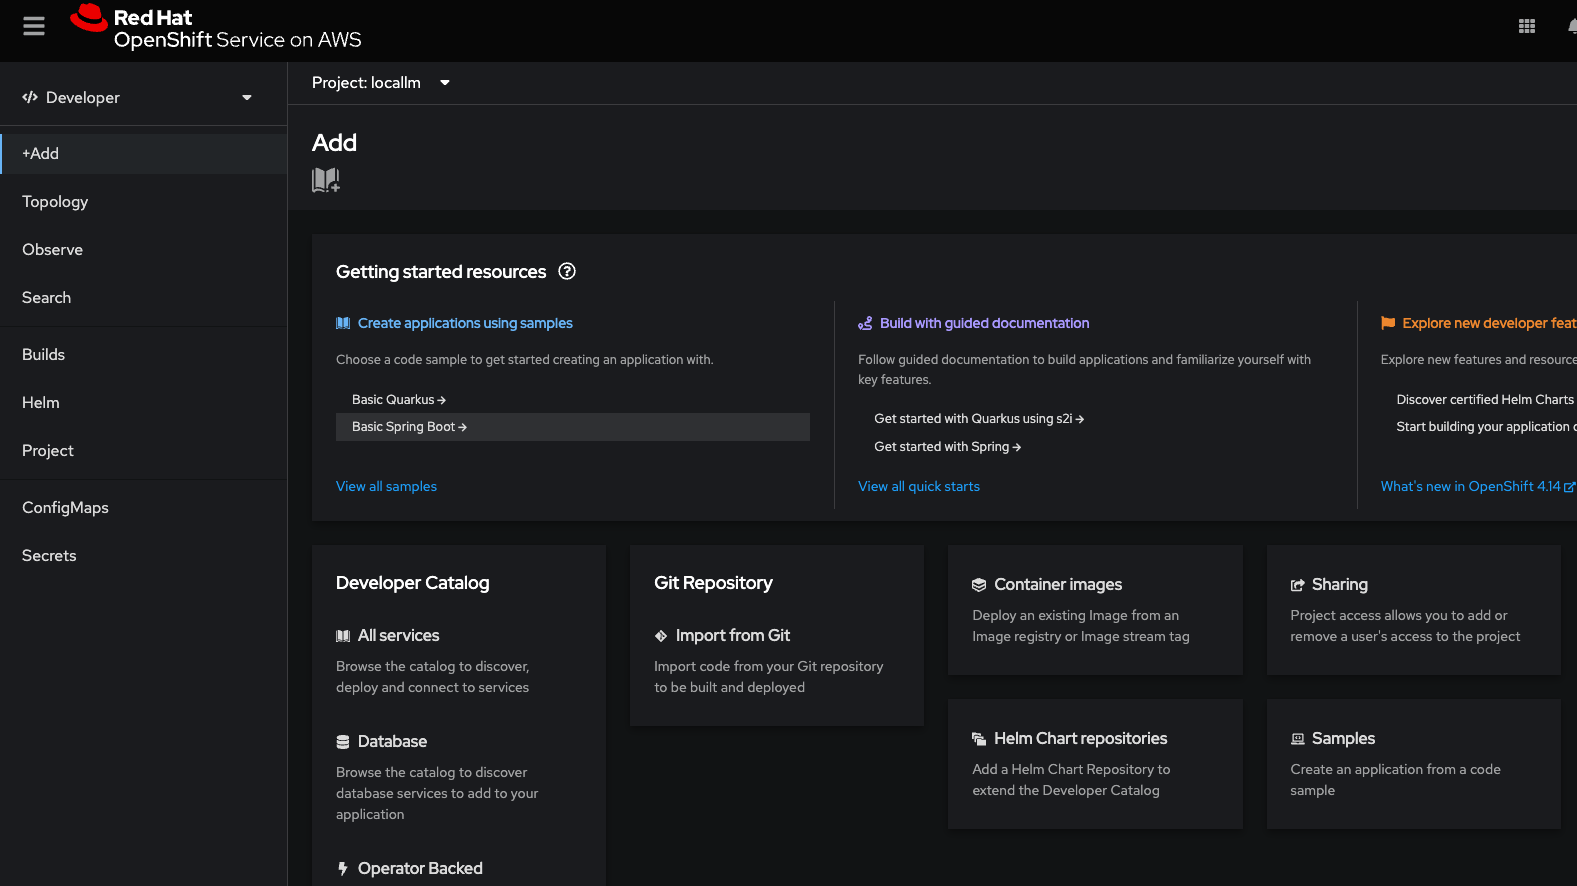 Red Hat
OpenShift Service on AWS
Developer
Project: locallm
+Add
Topology
Observe
Search
Builds
Helm
Project
ConfigMaps
Secrets
Add
Getting started resources
Create applications using samples
Choose a code sample to get started creating an application with.
Basic Quarkus →
Basic Spring Boot →
View all samples
Build with guided documentation
Follow guided documentation to build applications and familiarize yourself with
key features.
Get started with Quarkus using s2i →
Get started with Spring →
View all quick starts
Explore new developer feat
Explore new features and resource
Discover certified Helm Charts
Start building your application
What's new in OpenShift 4.14
Developer Catalog
All services
Browse the catalog to discover,
deploy and connect to services
Database
Browse the catalog to discover
database services to add to your
application
Operator Backed
Git Repository
Import from Git
Import code from your Git repository
to be built and deployed
Container images
Deploy an existing Image from an
Image registry or Image stream tag
Helm Chart repositories
Add a Helm Chart Repository to
extend the Developer Catalog
Sharing
Project access allows you to add or
remove a user's access to the project
Samples
Create an application from a code
sample